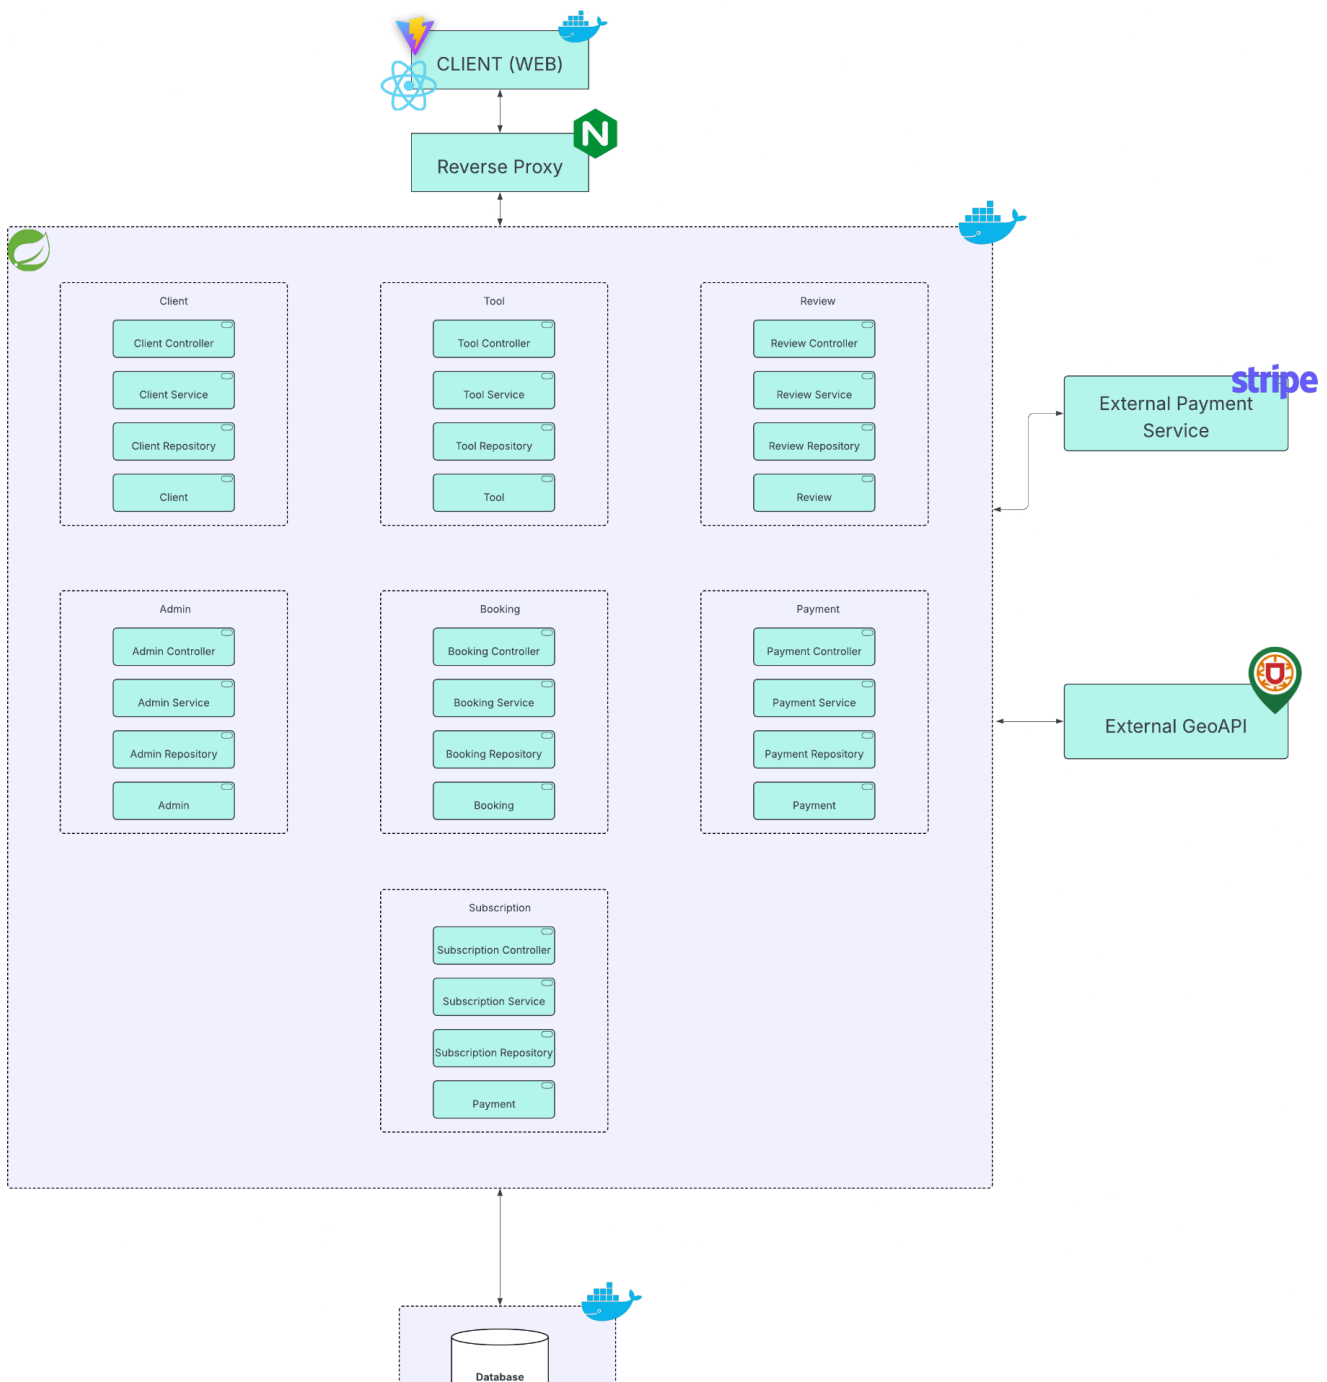 CLIENT (WEB)
N
Reverse Proxy
Client
Client Controller
Client Service
Client Repository
Client
Tool
Tool Controller
Tool Service
Tool Repository
Tool
Review
Review Controller
Review Service
Review Repository
Review
stripe
External Payment
Service
Admin
Admin Controller
Admin Service
Admin Repository
Admin
Booking
Booking Controller
Booking Service
Booking Repository
Booking
Payment
Payment Controller
Payment Service
Payment Repository
Payment
External GeoAPI
Subscription
Subscription Controller
Subscription Service
Subscription Repository
Payment
Database